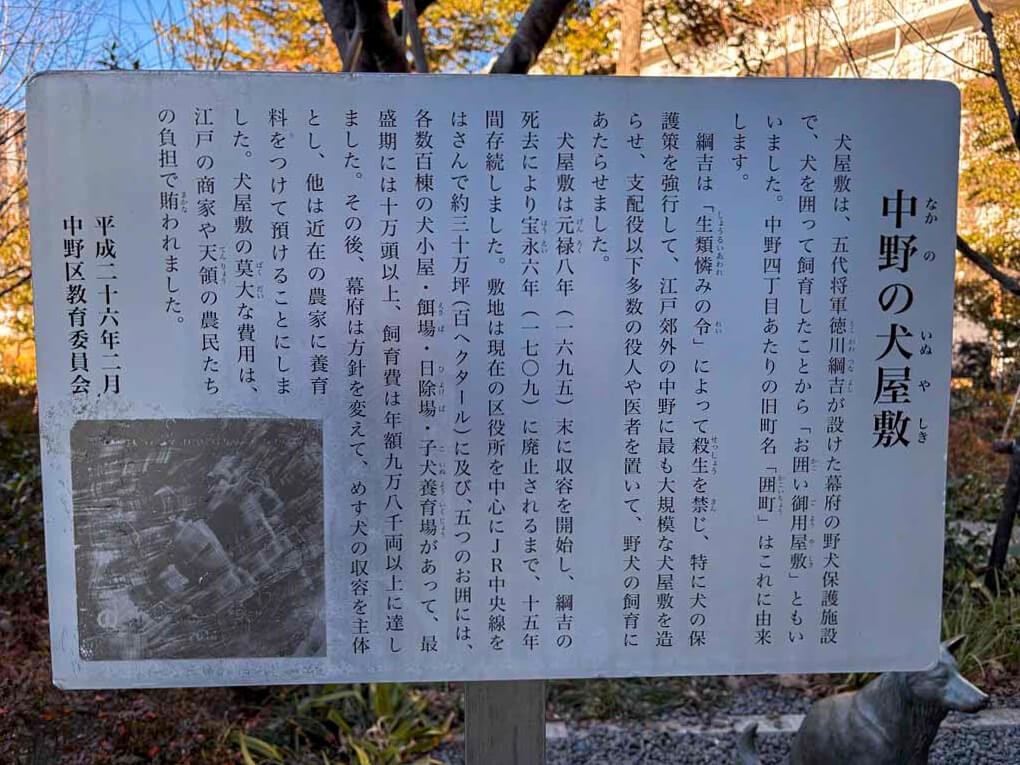 中野の犬屋敷
犬屋敷は、五代将軍徳川綱吉が設けた幕府の野犬保護施設
で、犬を囲って飼育したことから「お囲い御用屋敷」ともい
いました。中野四丁目あたりの旧町名「囲町」はこれに由来
します。
綱吉は「生類憐みの令」によって殺生を禁じ、特に犬の保
護策を強行して、江戸郊外の中野に最も大規模な犬屋敷を造
らせ、支配役以下多数の役人や医者を置いて、野犬の飼育に
あたらせました。
犬屋敷は元禄八年(一六九五)末に収容を開始し、綱吉の
死去により宝永六年(一七〇九)に廃止されるまで、十五年
間存続しました。敷地は現在の区役所を中心にJR中央線を
はさんで約三十万坪(百ヘクタール)に及び、五つのお囲には、
各数百棟の犬小屋・餌場・日除場・子犬養育場があって、最
盛期には十万頭以上、飼育費は年額九万八千両以上に達し
ました。その後、幕府は方針を変えて、めす犬の収容を主体
とし、他は近在の農家に養育
料をつけて預けることにしま
した。犬屋敷の莫大な費用は、
江戸の商家や天領の農民たち
の負担で賄われました。
平成二十六年二月
中野区教育委員会